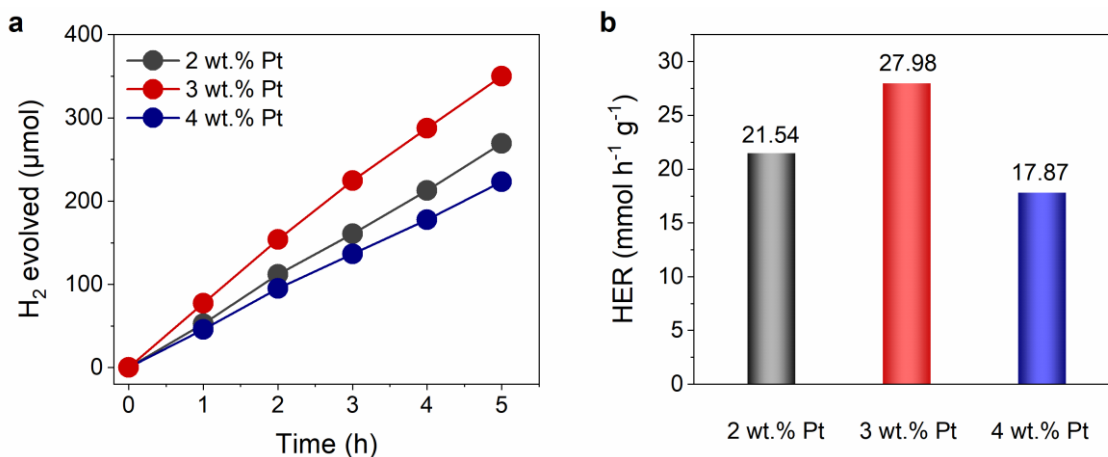 a
400
300
200
100
0
H₂ evolved (μmol)
2 wt.% Pt
3 wt.% Pt
4 wt.% Pt
0 1 2 3 4 5
Time (h)
b
30
25
20
15
10
5
0
HER (mmol h⁻¹ g⁻¹)
21.54
27.98
17.87
2 wt.% Pt 3 wt.% Pt 4 wt.% Pt